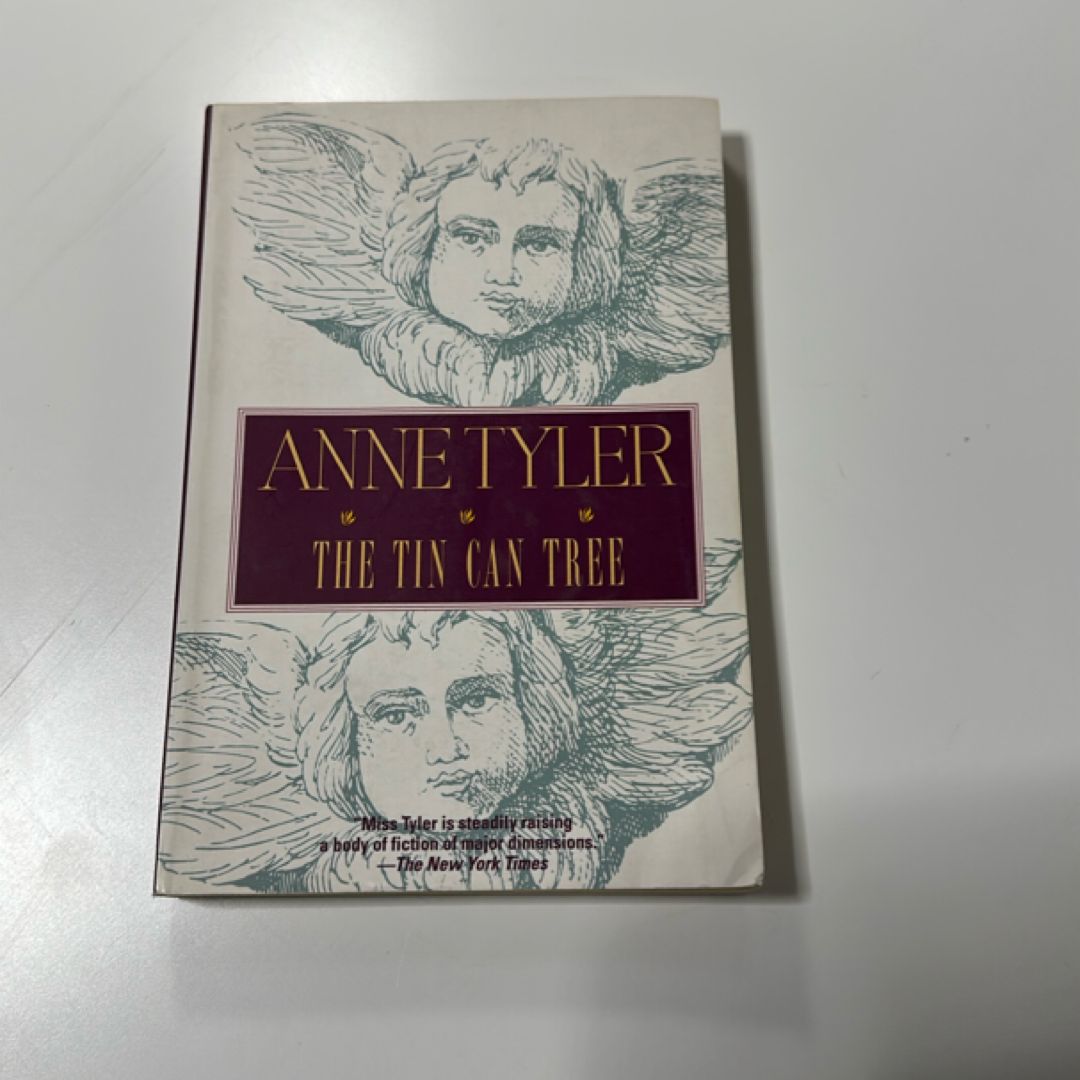 ANNE TYLER
THE TIN CAN TREE
"Miss Tyler is steadily raising
a body of fiction of major dimensions."
—The New York Times